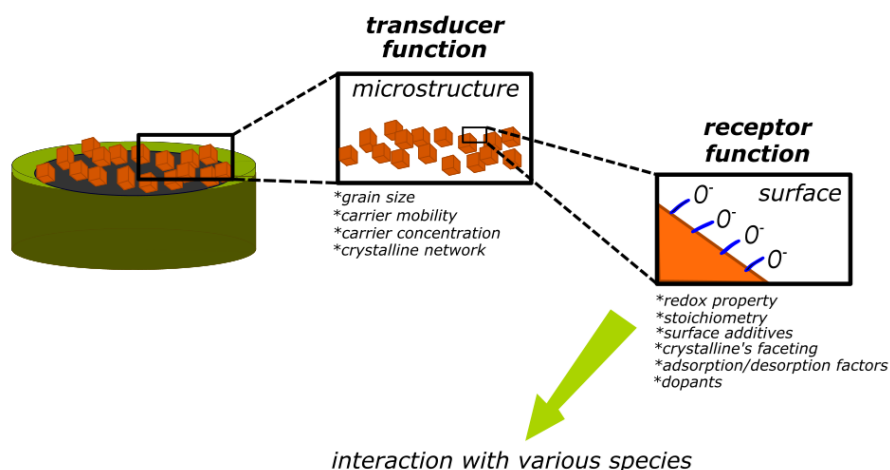 transducer
function
microstructure
*grain size
*carrier mobility
*carrier concentration
*crystalline network
receptor
function
surface
O-
O-
O-
O-
*redox property
*stoichiometry
*surface additives
*crystalline's faceting
*adsorption/desorption factors
*dopants
interaction with various species